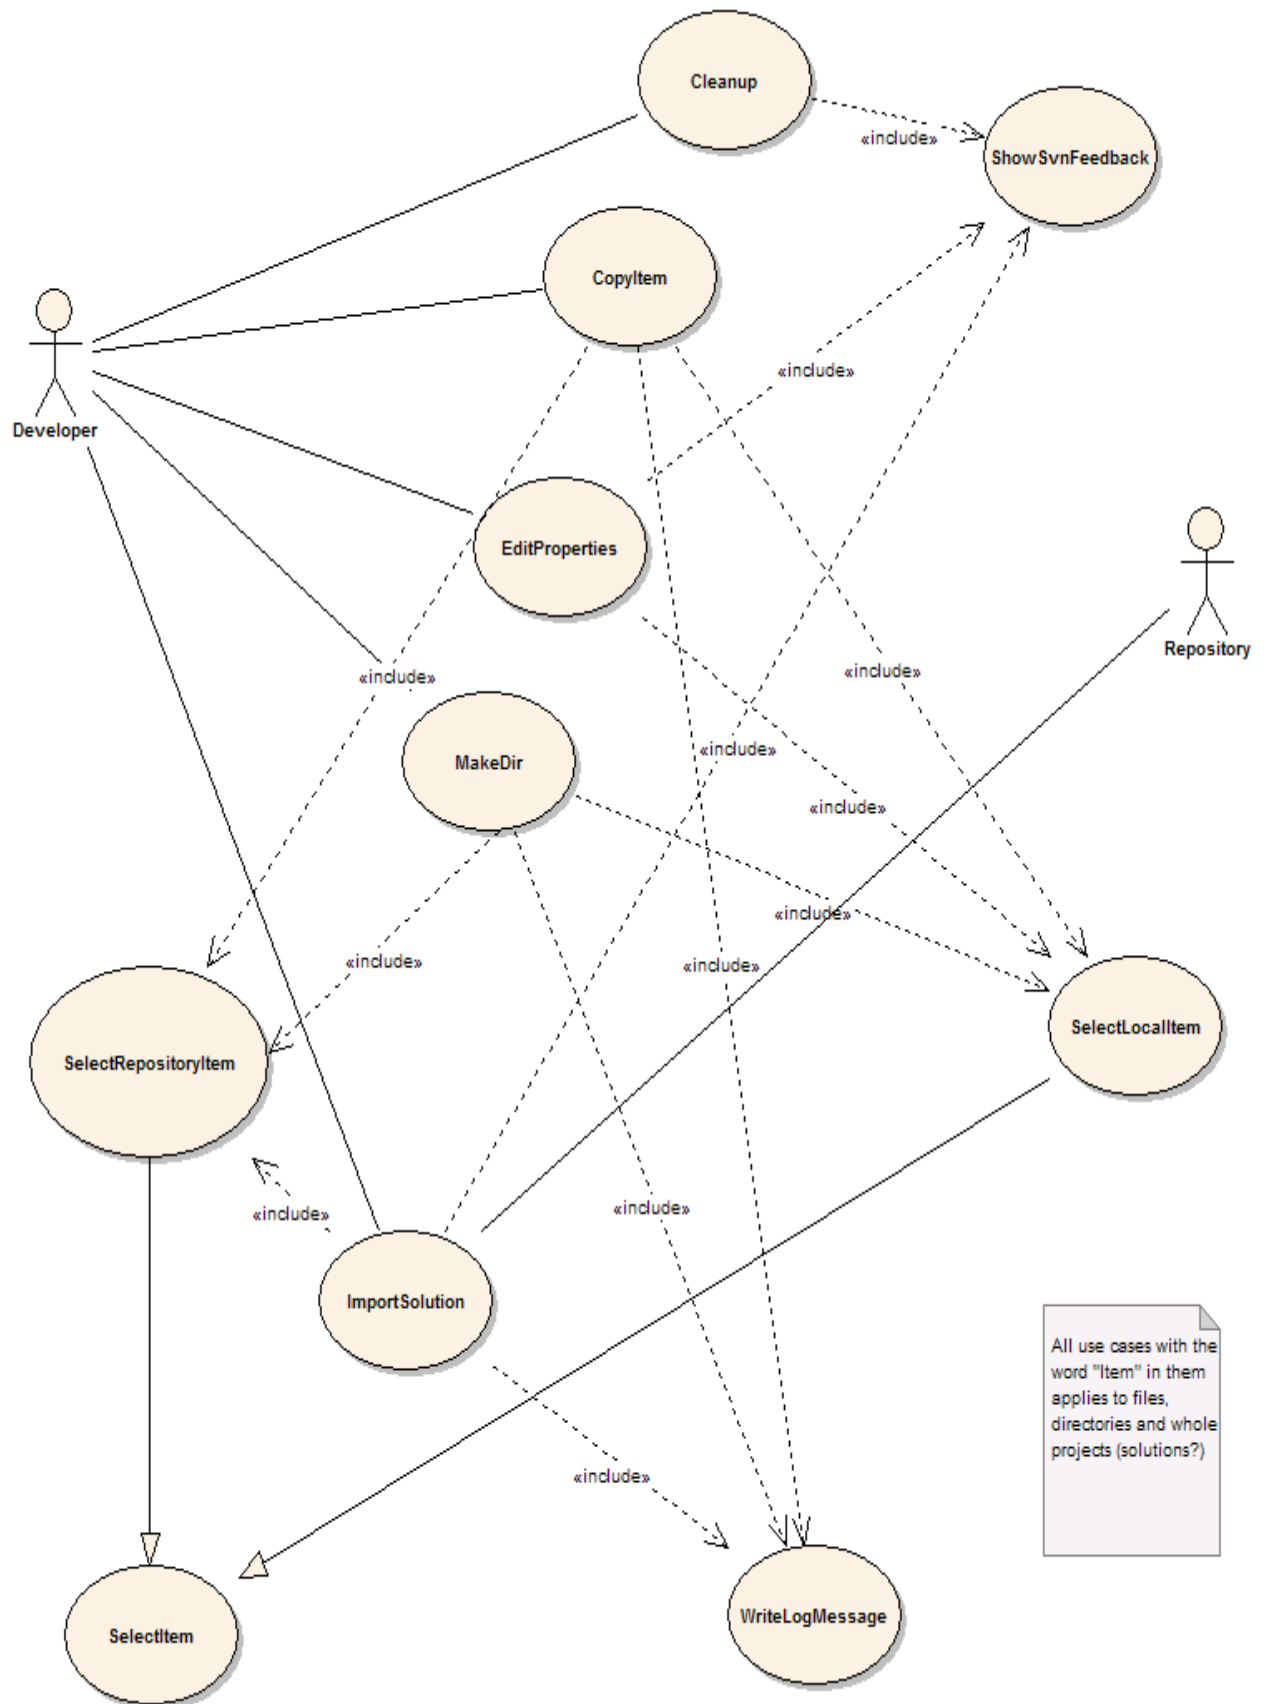 Cleanup
«include»
ShowSvnFeedback
CopyItem
«include»
Developer
EditProperties
Repository
«include»
«include»
«include»
MakeDir
«include»
«include»
«include»
«include»
SelectLocalItem
SelectRepositoryItem
«include»
«include»
ImportSolution
All use cases with the
word "Item" in them
applies to files,
directories and whole
projects (solutions?)
«include»
SelectItem
WriteLogMessage